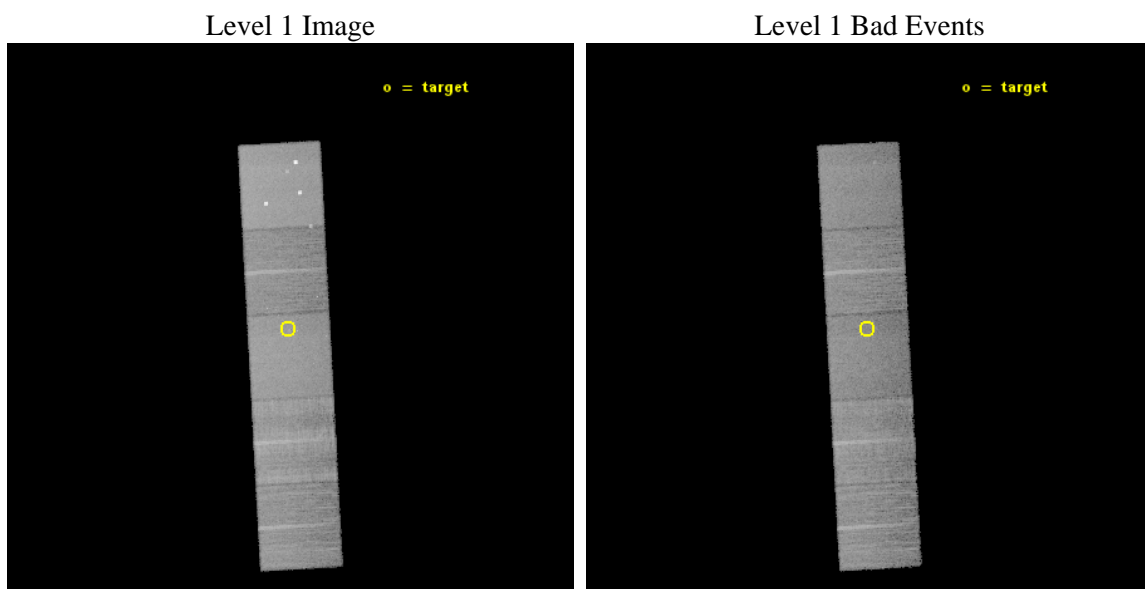 Level 1 Image
Level 1 Bad Events
o = target
o = target